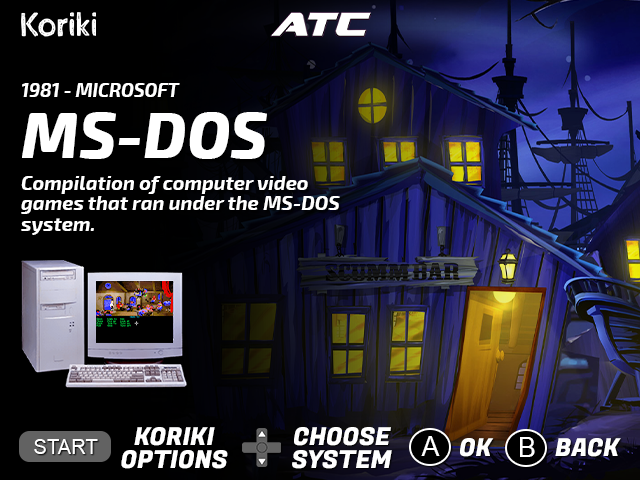 Koriki
ATC
1981 - MICROSOFT
MS-DOS
Compilation of computer video
games that ran under the MS-DOS
system.
SCUMM BAR
START
KORIKI
OPTIONS
CHOOSE
SYSTEM
A
OK
B
BACK